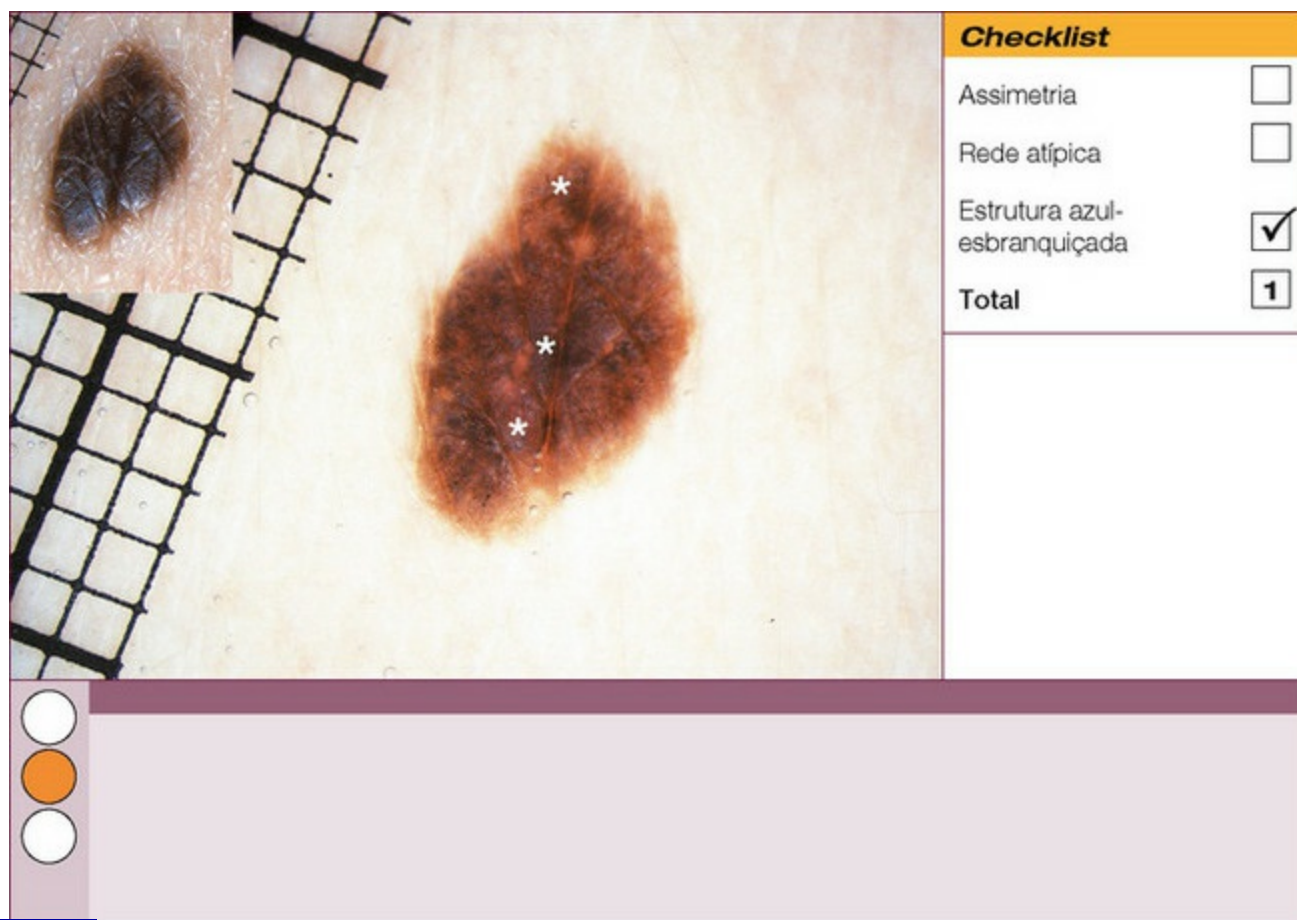 Checklist
Assimetria
Rede atípica
Estrutura azul-
esbranquiçada
Total 1